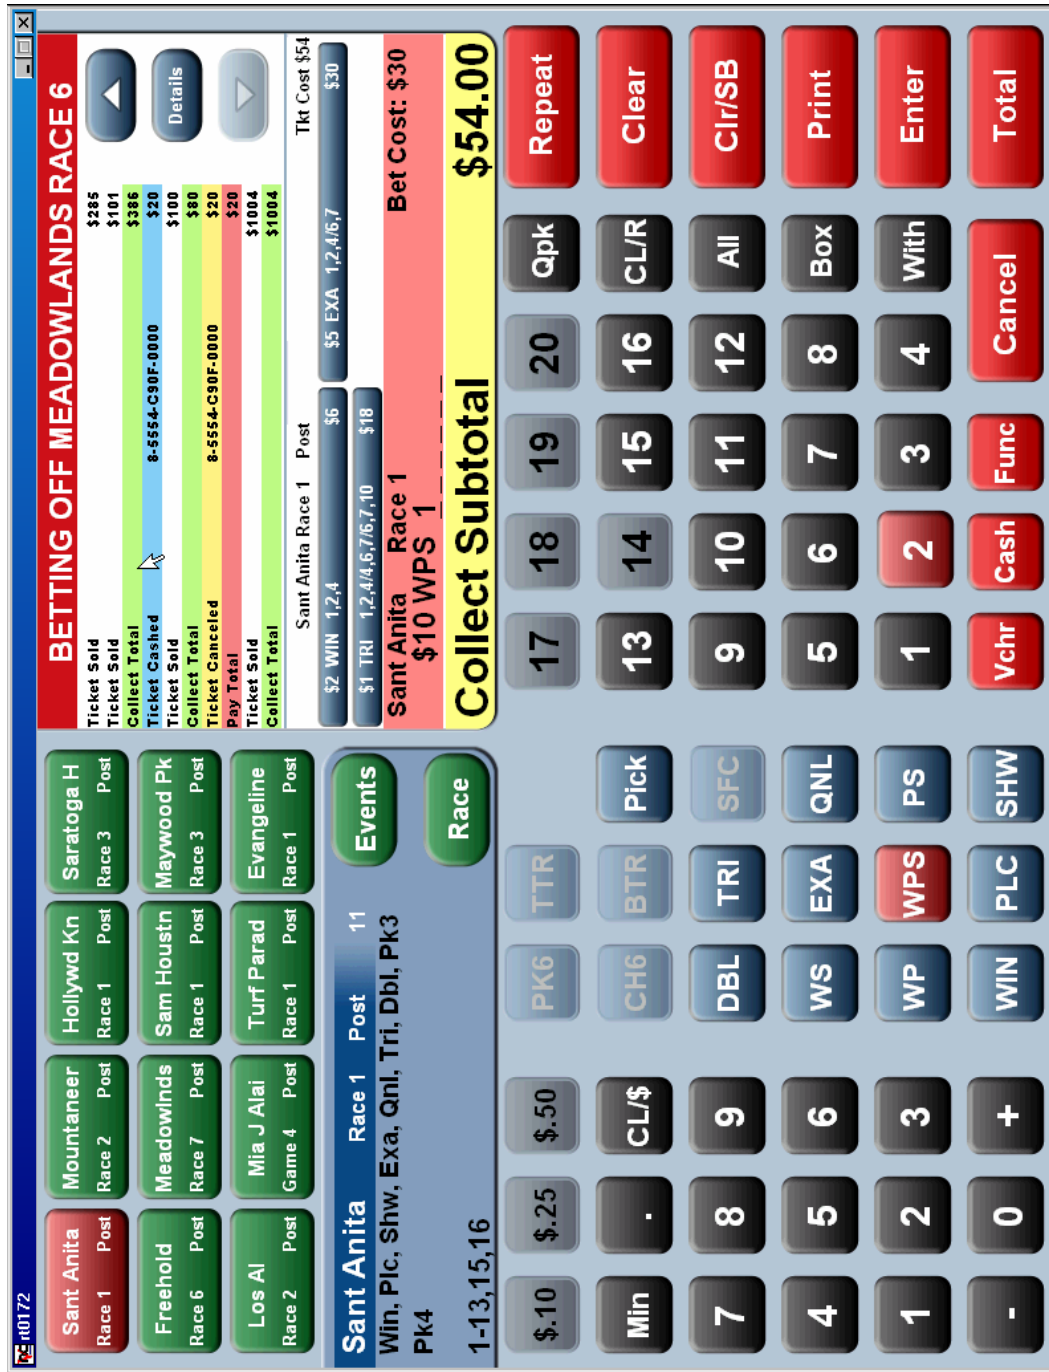 rt0172
Sant Anita
Race 1 Post
Mountaineer
Race 2 Post
Hollywd Kn
Race 1 Post
Saratoga H
Race 3 Post
Freehold
Race 6 Post
Meadowlnds
Race 7 Post
Sam Houstn
Race 1 Post
Maywood Pk
Race 3 Post
Los Al
Race 2 Post
Mia J Alai
Game 4 Post
Turf Parad
Race 1 Post
Evangeline
Race 1 Post
Sant Anita Race 1 Post 11
Win, Plc, Shw, Exa, Qnl, Tri, Dbl, Pk3
Pk4
1-13,15,16
Events
Race
BETTING OFF MEADOWLANDS RACE 6
Ticket Sold $285
Ticket Sold $101
Collect Total $386
Ticket Cashed 8-5554-C90F-0000 $20
Ticket Sold $100
Collect Total $80
Ticket Canceled 8-5554-C90F-0000 $20
Pay Total $20
Ticket Sold $1004
Collect Total $1004
Details
Sant Anita Race 1 Post Tkt Cost $54
$2 WIN 1,2,4 $6
$5 EXA 1,2,4/6,7 $30
$1 TRI 1,2,4/4,6,7/6,7,10 $18
Sant Anita Race 1 Bet Cost: $30
$10 WPS 1
Collect Subtotal $54.00
$.10 $.25 $.50 PK6 TTR 17 18 19 20 Qpk Repeat
Min . CL/$ CH6 BTR Pick 13 14 15 16 CL/R Clear
7 8 9 DBL TRI SFC 9 10 11 12 All Clr/SB
4 5 6 WS EXA QNL 5 6 7 8 Box Print
1 2 3 WP WPS PS 1 2 3 4 With Enter
- 0 + WIN PLC SHW Vchr Cash Func Cancel Total